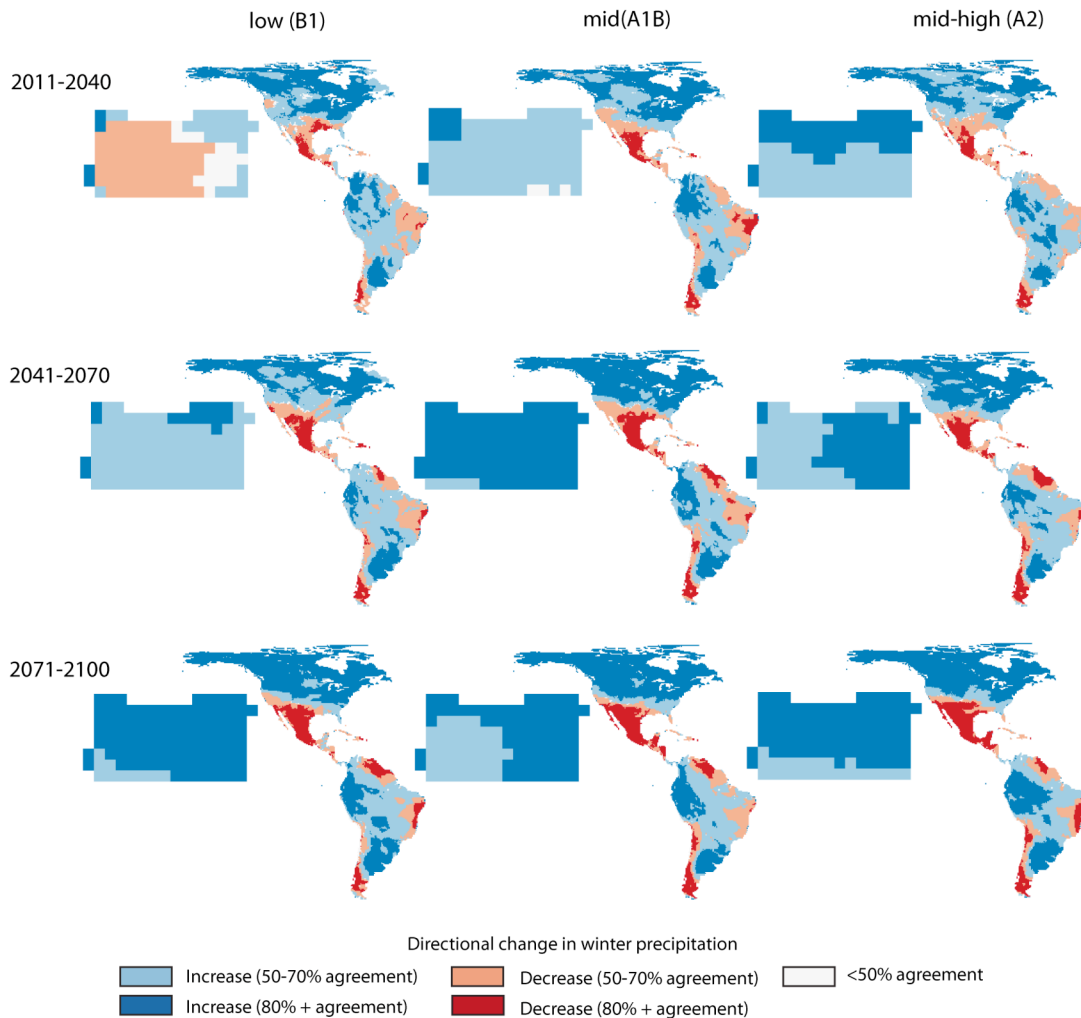 low (B1)
mid(A1B)
mid-high (A2)
2011-2040
2041-2070
2071-2100
Directional change in winter precipitation
Increase (50-70% agreement)
Decrease (50-70% agreement)
<50% agreement
Increase (80% + agreement)
Decrease (80% + agreement)